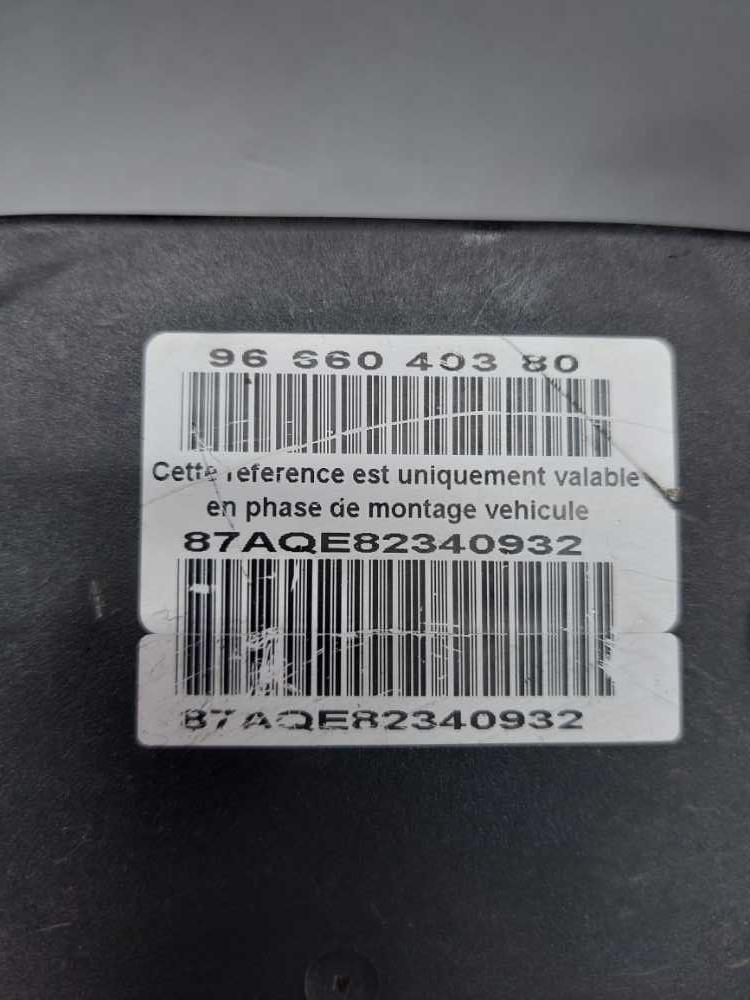 96 660 403 80
Cette reference est uniquement valable
en phase de montage vehicule
87AQE82340932
87AQE82340932